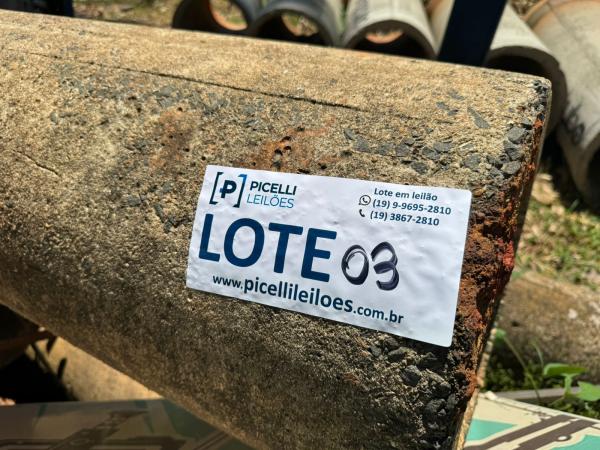 [P] PICELLI
LEILÕES
Lote em leilão
(19) 9-9695-2810
(19) 3867-2810
LOTE 03
www.picellileiloes.com.br